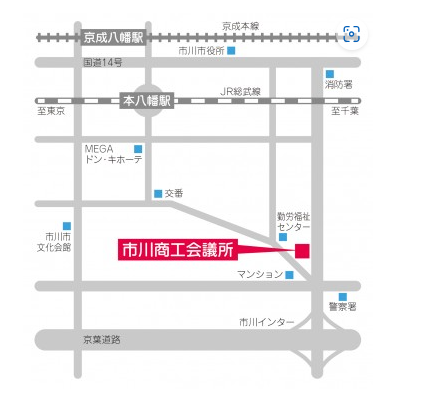 京成本線
京成八幡駅
市川市役所
国道14号
消防署
JR総武線
本八幡駅
至東京
至千葉
MEGA
ドン・キホーテ
交番
勤労福祉
センター
市川市
文化会館
市川商工会議所
マンション
警察署
市川インター
京葉道路